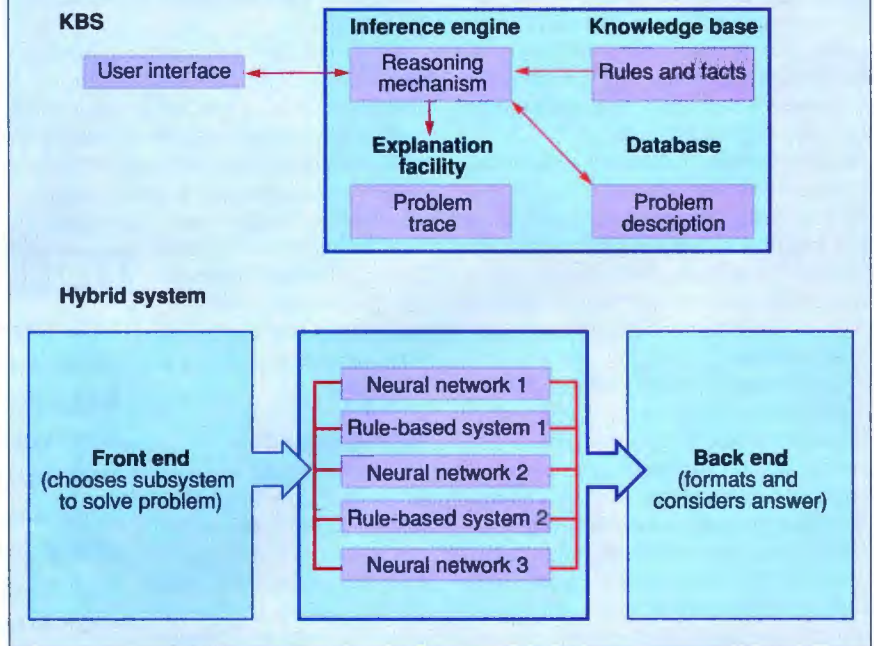 KBS
Inference engine
Knowledge base
User interface
Reasoning
mechanism
Rules and facts
Explanation
facility
Database
Problem
trace
Problem
description
Hybrid system
Front end
(chooses subsystem
to solve problem)
Neural network 1
Rule-based system 1
Neural network 2
Rule-based system 2
Neural network 3
Back end
(formats and
considers answer)